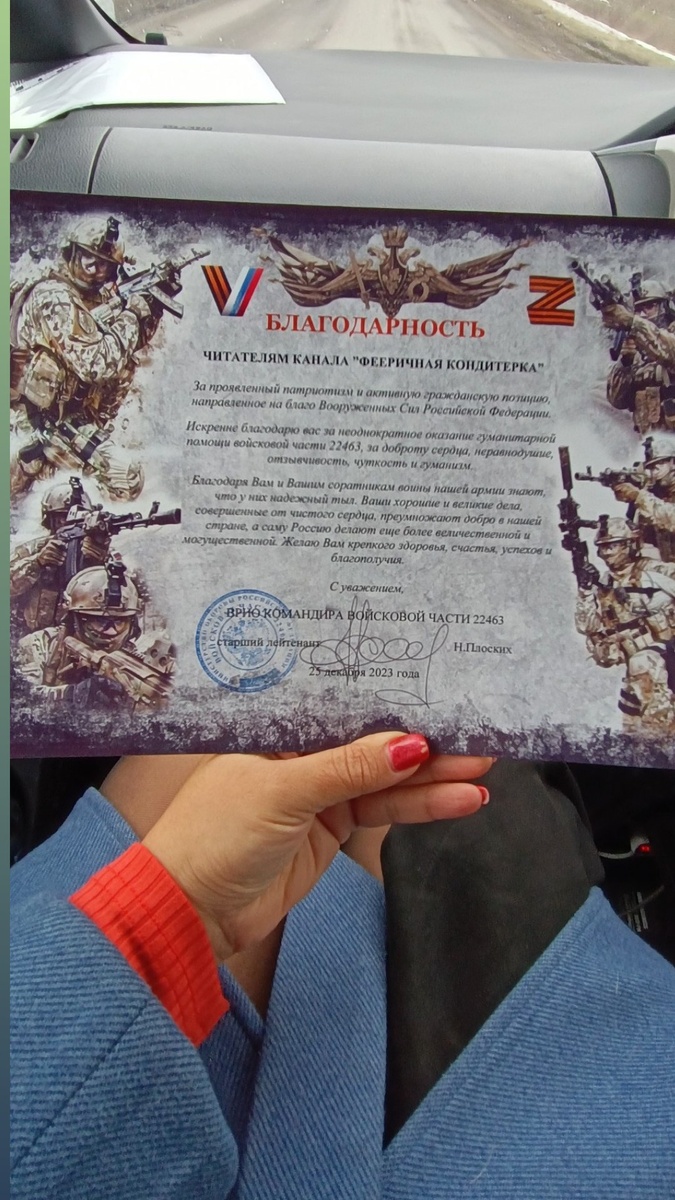 V Z
БЛАГОДАРНОСТЬ
ЧИТАТЕЛЯМ КАНАЛА "ФЕЕРИЧНАЯ КОНДИТЕРКА"
За проявленный патриотизм и активную гражданскую позицию,
направленное на благо Вооруженных Сил Российской Федерации.
Искренне благодарю вас за неоднократное оказание гуманитарной
помощи войсковой части 22463, за доброту сердца, неравнодушие,
отзывчивость, чуткость и гуманизм.
Благодаря Вам и Вашим соратникам воины нашей армии знают,
что у них надежный тыл. Ваши хорошие и великие дела,
совершенные от чистого сердца, преумножают добро в нашей
стране, а саму Россию делают еще более величественной и
могущественной. Желаю Вам крепкого здоровья, счастья, успехов и
благополучия.
С уважением,
ВРИО КОМАНДИРА ВОЙСКОВОЙ ЧАСТИ 22463
старший лейтенант Н.Плоских
25 декабря 2023 года